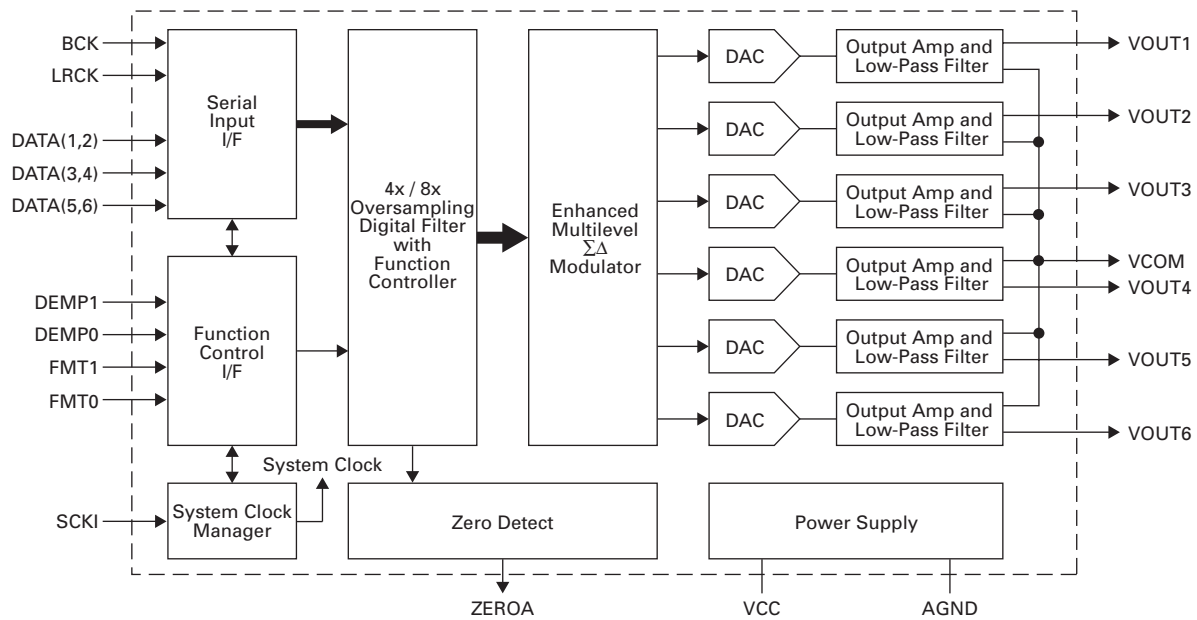 BCK
LRCK
DATA(1,2)
DATA(3,4)
DATA(5,6)
DEMP1
DEMP0
FMT1
FMT0
SCKI
Serial
Input
I/F
Function
Control
I/F
System Clock
Manager
System Clock
4x / 8x
Oversampling
Digital Filter
with
Function
Controller
Zero Detect
ZEROA
Enhanced
Multilevel
ΣΔ
Modulator
DAC
Output Amp and
Low-Pass Filter
VOUT1
DAC
Output Amp and
Low-Pass Filter
VOUT2
DAC
Output Amp and
Low-Pass Filter
VOUT3
DAC
Output Amp and
Low-Pass Filter
VCOM
VOUT4
DAC
Output Amp and
Low-Pass Filter
VOUT5
DAC
Output Amp and
Low-Pass Filter
VOUT6
Power Supply
VCC
AGND